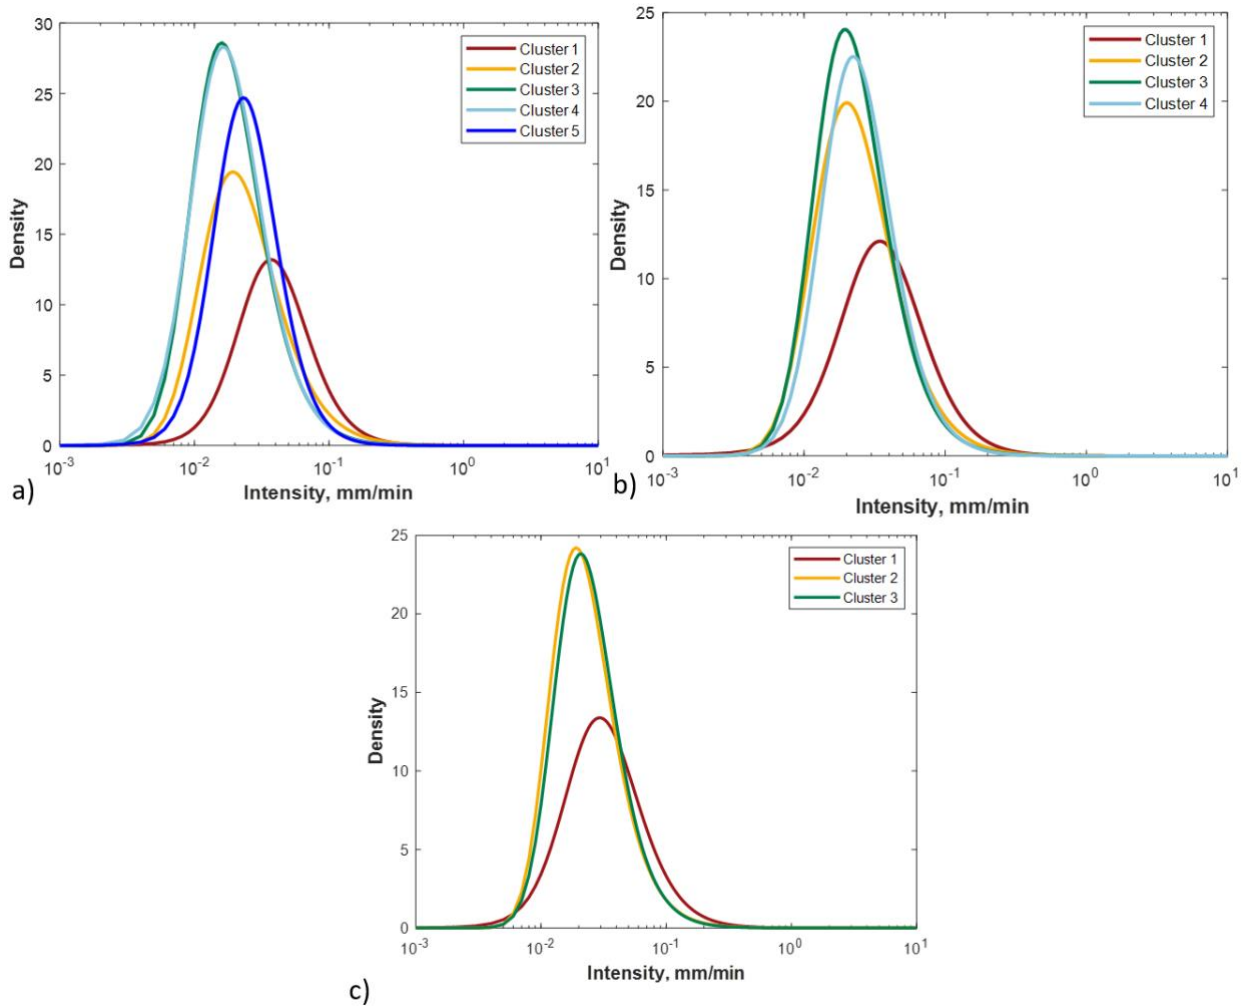 30
25
20
15
10
5
0
Density
10-3
10-2
10-1
100
101
Intensity, mm/min
Cluster 1
Cluster 2
Cluster 3
Cluster 4
Cluster 5
a)
25
20
15
10
5
0
Density
10-3
10-2
10-1
100
101
Intensity, mm/min
Cluster 1
Cluster 2
Cluster 3
Cluster 4
b)
25
20
15
10
5
0
Density
10-3
10-2
10-1
100
101
Intensity, mm/min
Cluster 1
Cluster 2
Cluster 3
c)